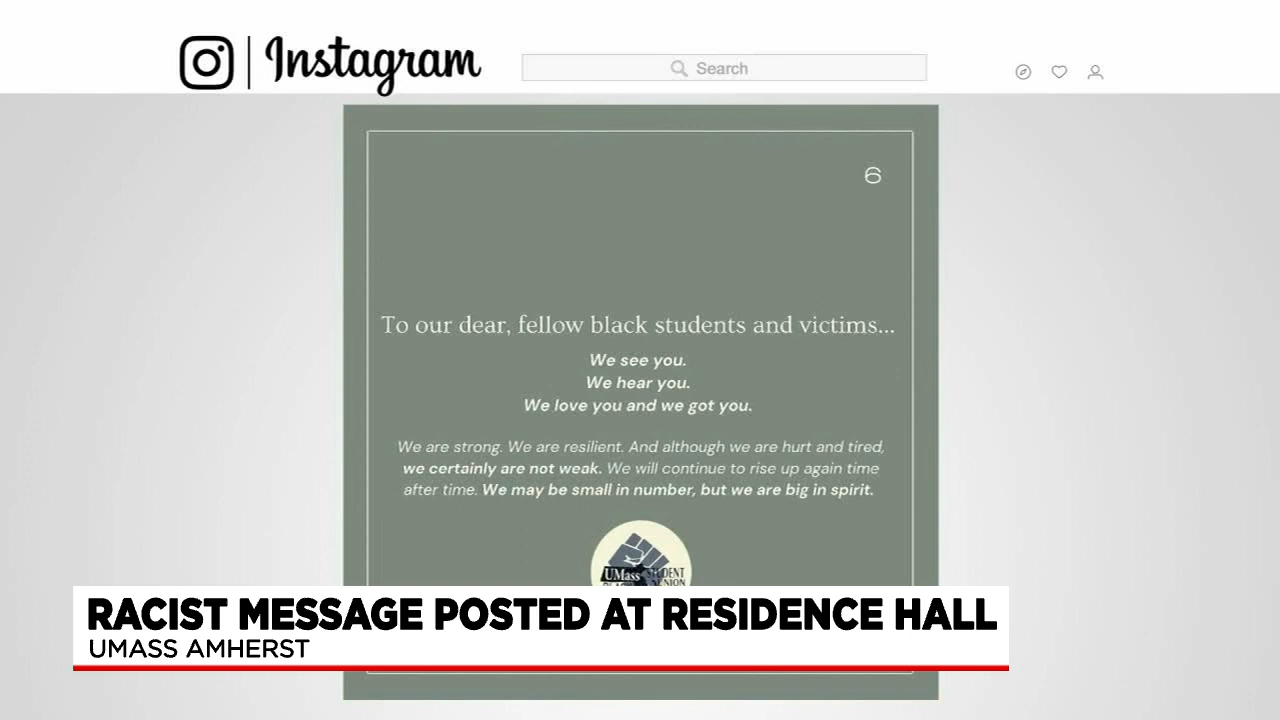 Instagram
Search
6
To our dear, fellow black students and victims...
We see you.
We hear you.
We love you and we got you.
We are strong. We are resilient. And although we are hurt and tired,
we certainly are not weak. We will continue to rise up again time
after time. We may be small in number, but we are big in spirit.
UMass STUDENT
UNION
RACIST MESSAGE POSTED AT RESIDENCE HALL
UMASS AMHERST